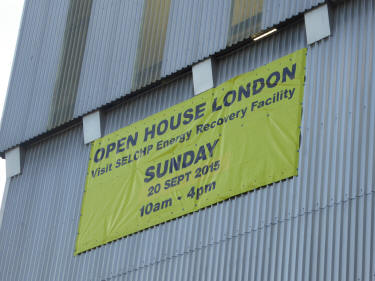 OPEN HOUSE LONDON
Visit SELCHP Energy Recovery Facility
SUNDAY
20 SEPT 2015
10am - 4pm